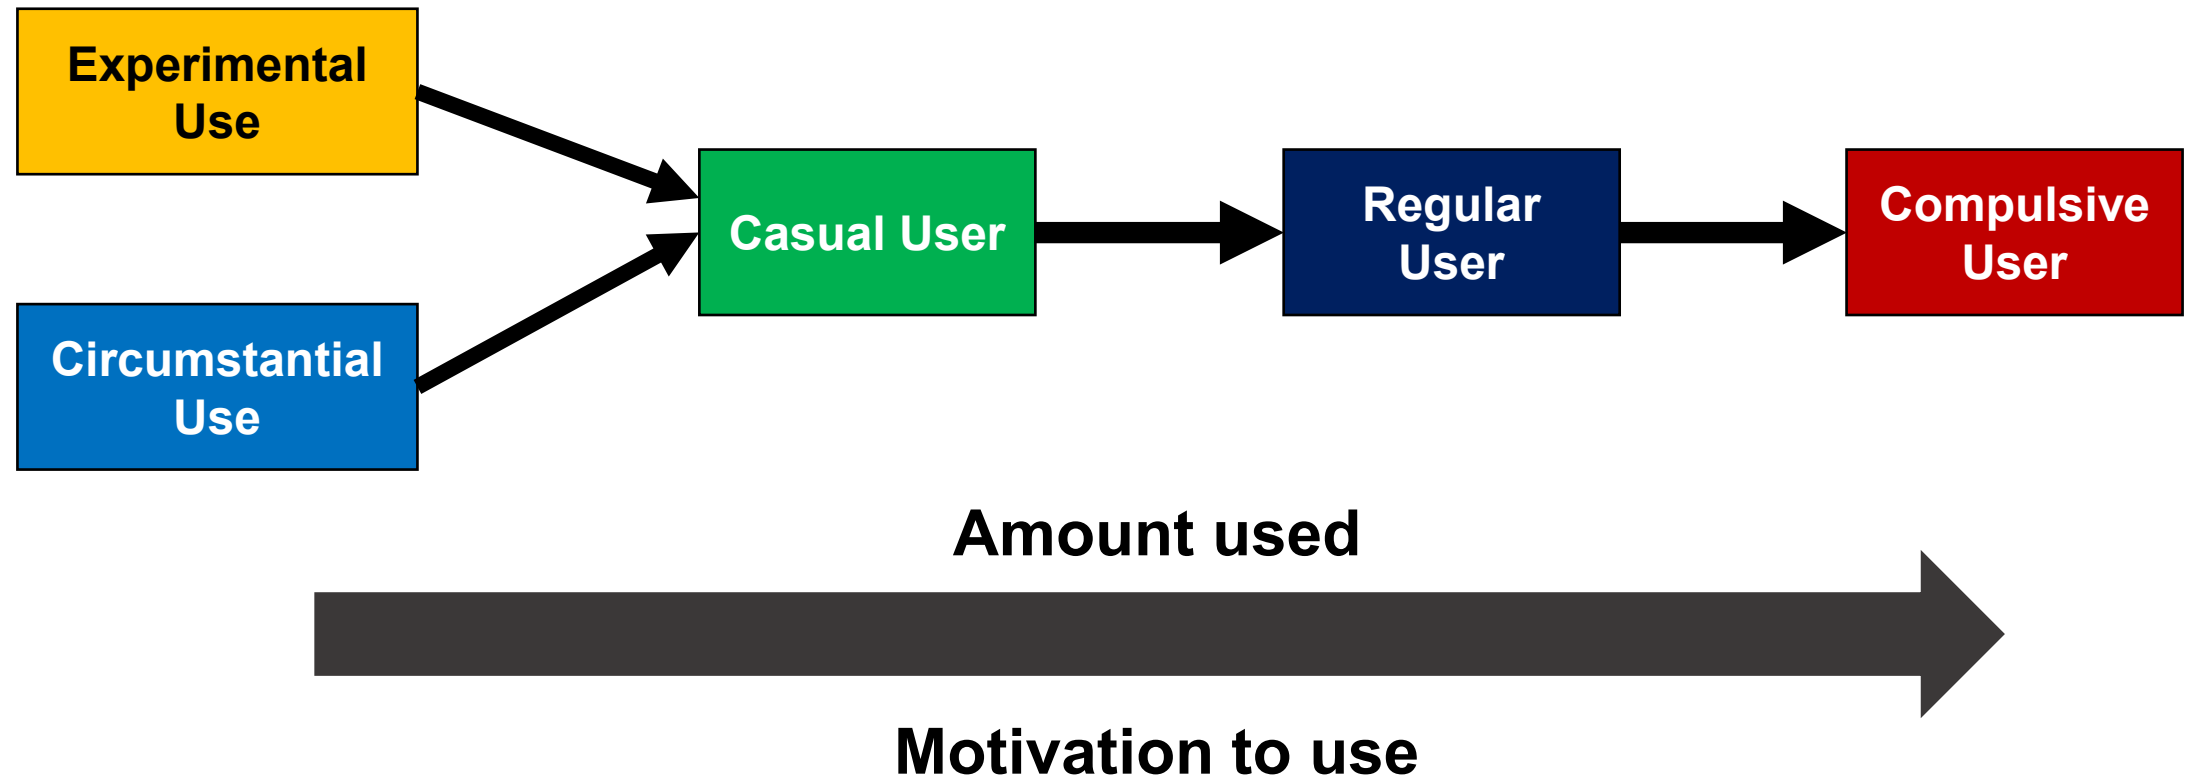 Experimental
Use
Circumstantial
Use
Casual User
Regular
User
Compulsive
User
Amount used
Motivation to use